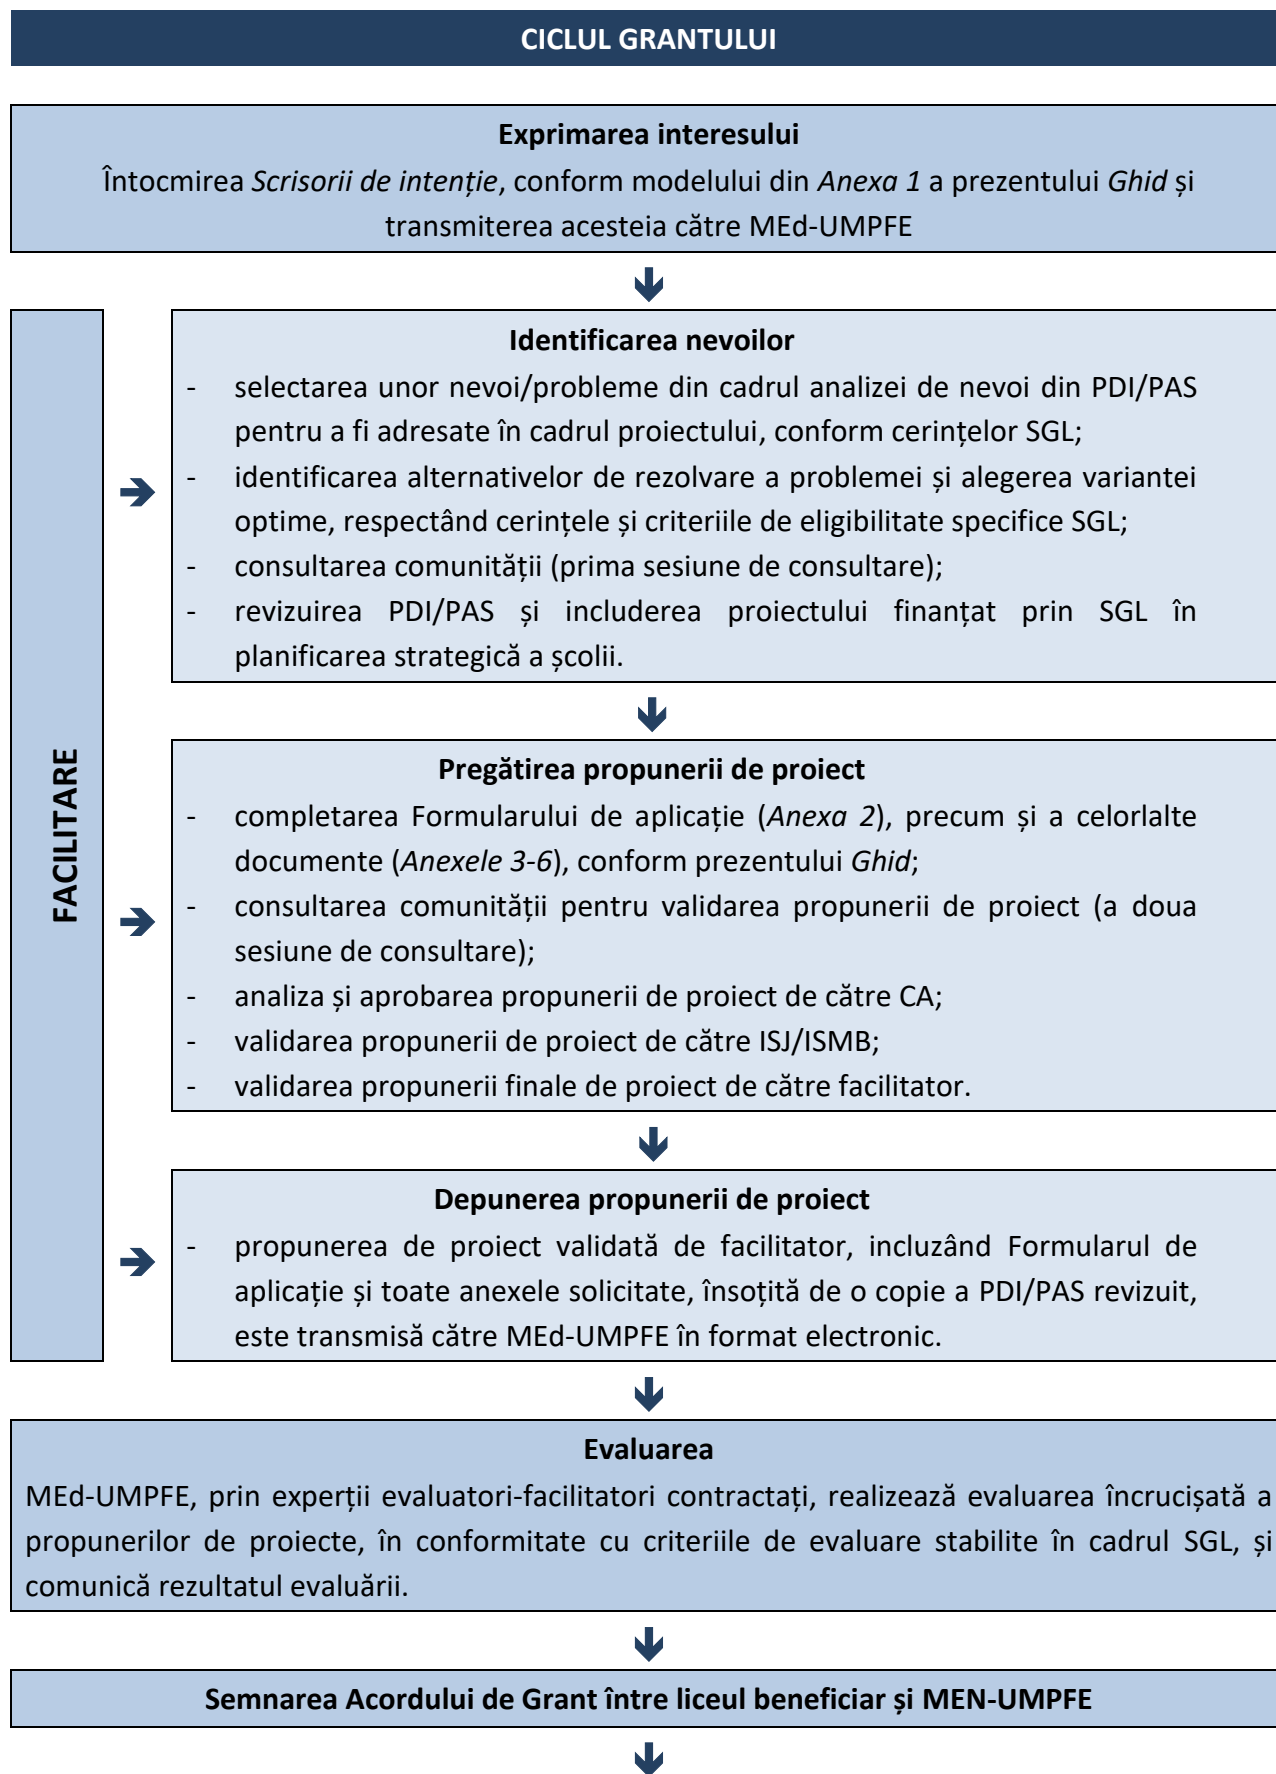 CICLUL GRANTULUI
Exprimarea interesului
Întocmirea Scrisorii de intenție, conform modelului din Anexa 1 a prezentului Ghid și
transmiterea acesteia către MEd-UMPFE
FACILITARE
Identificarea nevoilor
- selectarea unor nevoi/probleme din cadrul analizei de nevoi din PDI/PAS
pentru a fi adresate în cadrul proiectului, conform cerințelor SGL;
- identificarea alternativelor de rezolvare a problemei și alegerea variantei
optime, respectând cerințele și criteriile de eligibilitate specifice SGL;
- consultarea comunității (prima sesiune de consultare);
- revizuirea PDI/PAS și includerea proiectului finanțat prin SGL în
planificarea strategică a școlii.
Pregătirea propunerii de proiect
- completarea Formularului de aplicație (Anexa 2), precum și a celorlalte
documente (Anexele 3-6), conform prezentului Ghid;
- consultarea comunității pentru validarea propunerii de proiect (a doua
sesiune de consultare);
- analiza și aprobarea propunerii de proiect de către CA;
- validarea propunerii de proiect de către ISJ/ISMB;
- validarea propunerii finale de proiect de către facilitator.
Depunerea propunerii de proiect
- propunerea de proiect validată de facilitator, incluzând Formularul de
aplicație și toate anexele solicitate, însoțită de o copie a PDI/PAS revizuit,
este transmisă către MEd-UMPFE în format electronic.
Evaluarea
MEd-UMPFE, prin experții evaluatori-facilitatori contractați, realizează evaluarea încrucișată a
propunerilor de proiecte, în conformitate cu criteriile de evaluare stabilite în cadrul SGL, și
comunică rezultatul evaluării.
Semnarea Acordului de Grant între liceul beneficiar și MEN-UMPFE